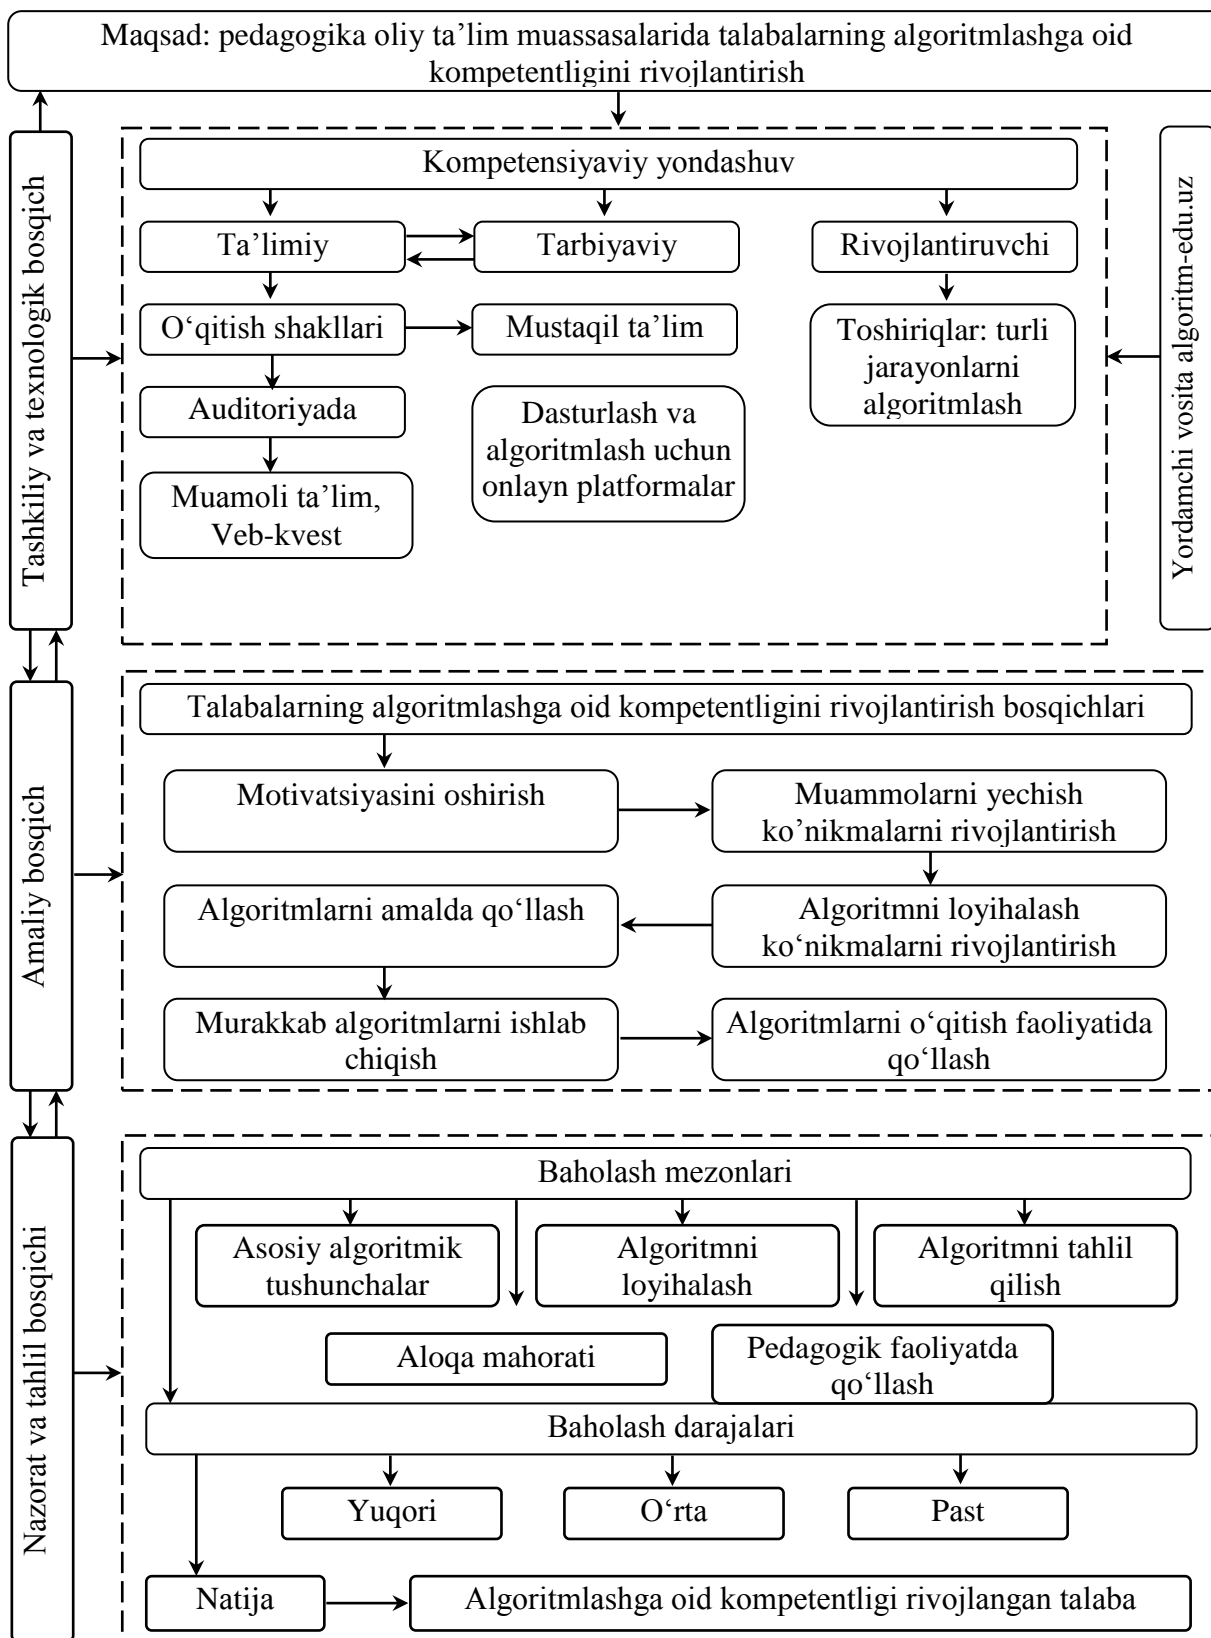 Maqsad: pedagogika oliy ta’lim muassasalarida talabalarning algoritmlashga oid
kompetentligini rivojlantirish
Tashkiliy va texnologik bosqich
Kompetensiyaviy yondashuv
Ta’limiy
Tarbiyaviy
Rivojlantiruvchi
O‘qitish shakllari
Mustaqil ta’lim
Toshiriqlar: turli
jarayonlarni
algoritmlash
Auditoriyada
Dasturlash va
algoritmlash uchun
onlayn platformalar
Muamoli ta’lim,
Veb-kvest
Yordamchi vosita algoritm-edu.uz
Amaliy bosqich
Talabalarning algoritmlashga oid kompetentligini rivojlantirish bosqichlari
Motivatsiyasini oshirish
Muammolarni yechish
ko’nikmalarni rivojlantirish
Algoritmlarni amalda qo‘llash
Algoritmni loyihalash
ko‘nikmalarni rivojlantirish
Murakkab algoritmlarni ishlab
chiqish
Algoritmlarni o‘qitish faoliyatida
qo‘llash
Nazorat va tahlil bosqichi
Baholash mezonlari
Asosiy algoritmik
tushunchalar
Algoritmni
loyihalash
Algoritmni tahlil
qilish
Aloqa mahorati
Pedagogik faoliyatda
qo‘llash
Baholash darajalari
Yuqori
O‘rta
Past
Natija
Algoritmlashga oid kompetentligi rivojlangan talaba